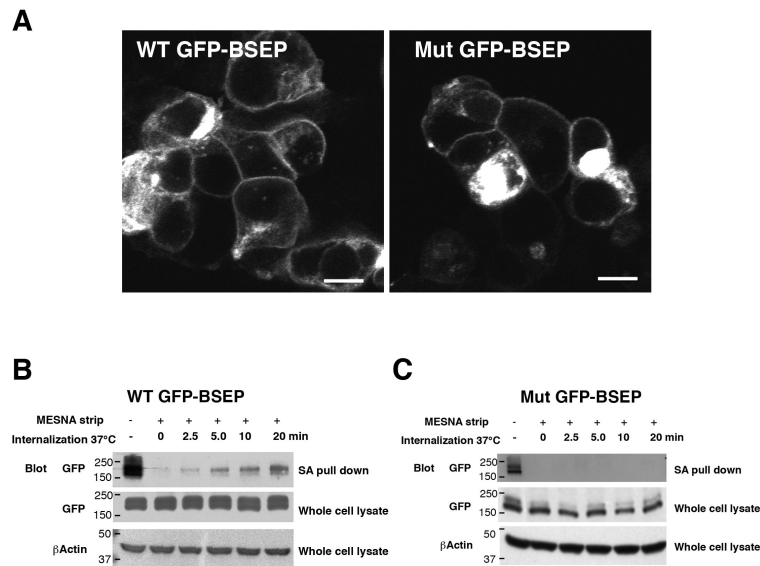 A
WT GFP-BSEP
Mut GFP-BSEP
B
WT GFP-BSEP
MESNA strip - + + + + +
Internalization 37°C - 0 2.5 5.0 10 20 min
Blot GFP 250 150 SA pull down
GFP 250 150 Whole cell lysate
βActin 50 37 Whole cell lysate
C
Mut GFP-BSEP
MESNA strip - + + + + +
Internalization 37°C - 0 2.5 5.0 10 20 min
Blot GFP 250 150 SA pull down
GFP 250 150 Whole cell lysate
βActin 50 37 Whole cell lysate